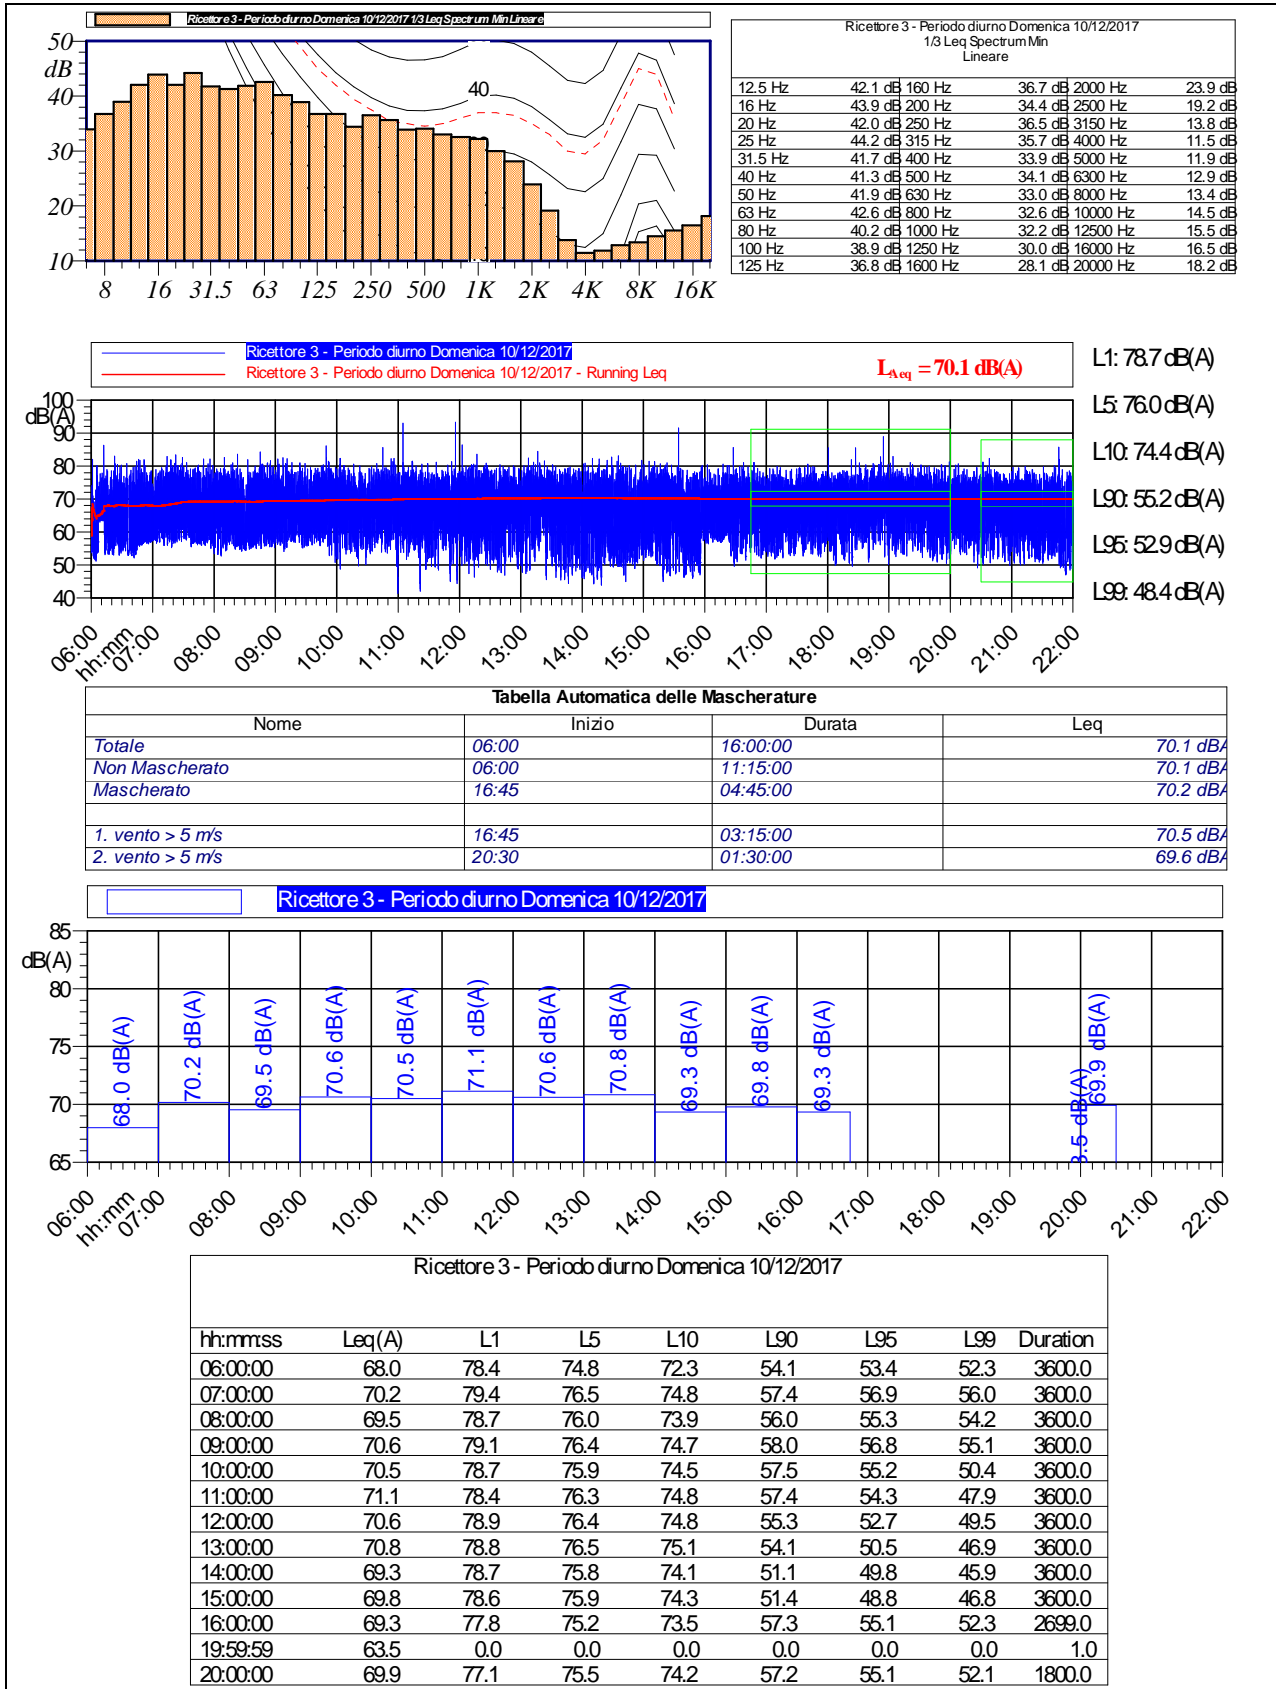 Ricettore 3 - Periodo diurno Domenica 10/12/2017 1/3 Leq Spectrum Min Lineare
50
dB
40
30
20
10
40
8 16 31.5 63 125 250 500 1K 2K 4K 8K 16K
Ricettore 3 - Periodo diurno Domenica 10/12/2017
1/3 Leq Spectrum Min
Lineare
12.5 Hz 42.1 dB 160 Hz 36.7 dB 2000 Hz 23.9 dB
16 Hz 43.9 dB 200 Hz 34.4 dB 2500 Hz 19.2 dB
20 Hz 42.0 dB 250 Hz 36.5 dB 3150 Hz 13.8 dB
25 Hz 44.2 dB 315 Hz 35.7 dB 4000 Hz 11.5 dB
31.5 Hz 41.7 dB 400 Hz 33.9 dB 5000 Hz 11.9 dB
40 Hz 41.3 dB 500 Hz 34.1 dB 6300 Hz 12.9 dB
50 Hz 41.9 dB 630 Hz 33.0 dB 8000 Hz 13.4 dB
63 Hz 42.6 dB 800 Hz 32.6 dB 10000 Hz 14.5 dB
80 Hz 40.2 dB 1000 Hz 32.2 dB 12500 Hz 15.5 dB
100 Hz 38.9 dB 1250 Hz 30.0 dB 16000 Hz 16.5 dB
125 Hz 36.8 dB 1600 Hz 28.1 dB 20000 Hz 18.2 dB
Ricettore 3 - Periodo diurno Domenica 10/12/2017
Ricettore 3 - Periodo diurno Domenica 10/12/2017 - Running Leq
LAeq = 70.1 dB(A)
L1: 78.7 dB(A)
L5: 76.0 dB(A)
L10: 74.4 dB(A)
L90: 55.2 dB(A)
L95: 52.9 dB(A)
L99: 48.4 dB(A)
100
dB(A)
90
80
70
60
50
40
06:00 07:00 08:00 09:00 10:00 11:00 12:00 13:00 14:00 15:00 16:00 17:00 18:00 19:00 20:00 21:00 22:00
hh:mm
Tabella Automatica delle Mascherature
Nome Inizio Durata Leq
Totale 06:00 16:00:00 70.1 dBA
Non Mascherato 06:00 11:15:00 70.1 dBA
Mascherato 16:45 04:45:00 70.2 dBA
1. vento > 5 m/s 16:45 03:15:00 70.5 dBA
2. vento > 5 m/s 20:30 01:30:00 69.6 dBA
Ricettore 3 - Periodo diurno Domenica 10/12/2017
85
dB(A)
80
75
70
65
68.0 dB(A)
70.2 dB(A)
69.5 dB(A)
70.6 dB(A)
70.5 dB(A)
71.1 dB(A)
70.6 dB(A)
70.8 dB(A)
69.3 dB(A)
69.8 dB(A)
69.3 dB(A)
3.5 dB(A)
69.9 dB(A)
06:00 07:00 08:00 09:00 10:00 11:00 12:00 13:00 14:00 15:00 16:00 17:00 18:00 19:00 20:00 21:00 22:00
hh:mm
Ricettore 3 - Periodo diurno Domenica 10/12/2017
hh:mm:ss Leq(A) L1 L5 L10 L90 L95 L99 Duration
06:00:00 68.0 78.4 74.8 72.3 54.1 53.4 52.3 3600.0
07:00:00 70.2 79.4 76.5 74.8 57.4 56.9 56.0 3600.0
08:00:00 69.5 78.7 76.0 73.9 56.0 55.3 54.2 3600.0
09:00:00 70.6 79.1 76.4 74.7 58.0 56.8 55.1 3600.0
10:00:00 70.5 78.7 75.9 74.5 57.5 55.2 50.4 3600.0
11:00:00 71.1 78.4 76.3 74.8 57.4 54.3 47.9 3600.0
12:00:00 70.6 78.9 76.4 74.8 55.3 52.7 49.5 3600.0
13:00:00 70.8 78.8 76.5 75.1 54.1 50.5 46.9 3600.0
14:00:00 69.3 78.7 75.8 74.1 51.1 49.8 45.9 3600.0
15:00:00 69.8 78.6 75.9 74.3 51.4 48.8 46.8 3600.0
16:00:00 69.3 77.8 75.2 73.5 57.3 55.1 52.3 2699.0
19:59:59 63.5 0.0 0.0 0.0 0.0 0.0 0.0 1.0
20:00:00 69.9 77.1 75.5 74.2 57.2 55.1 52.1 1800.0